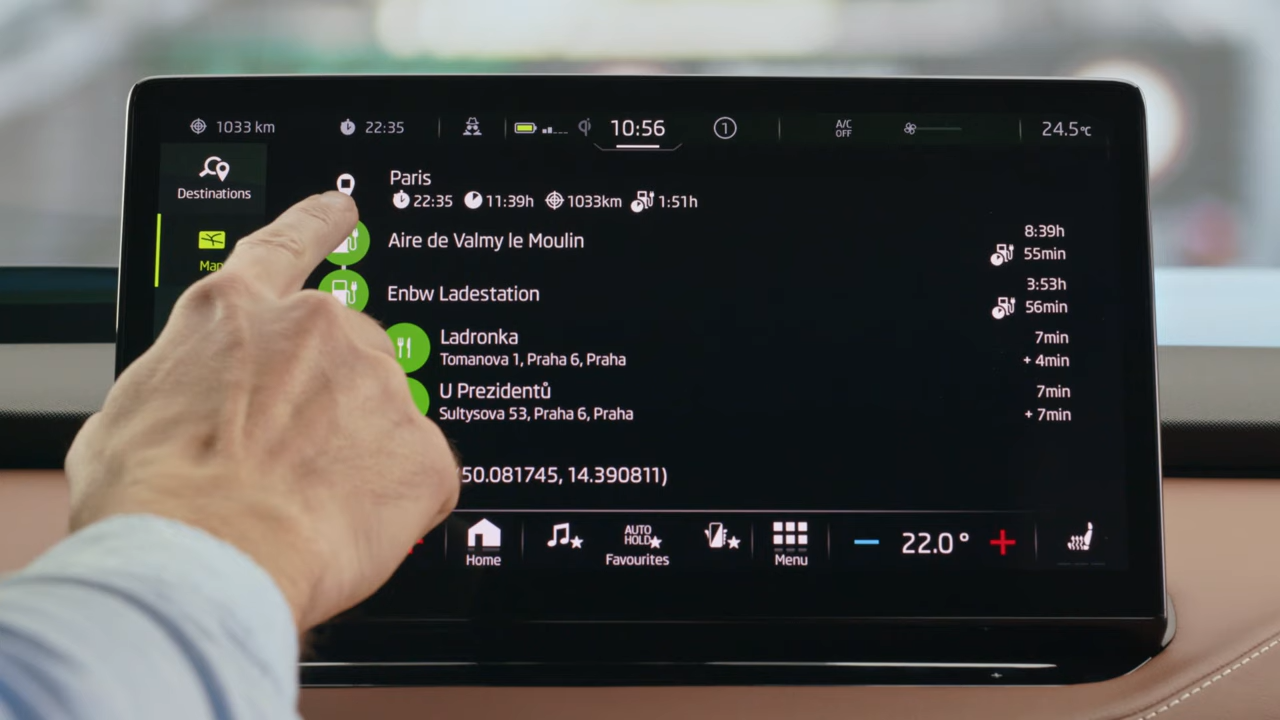 1033 km 22:35 10:56 1 A/C OFF 24.5°C
Destinations
Map
Paris
22:35 11:39h 1033km 1:51h
Aire de Valmy le Moulin
8:39h
55min
Enbw Ladestation
3:53h
56min
Ladronka
7min
Tomanova 1, Praha 6, Praha
+ 4min
U Prezidentů
7min
Sultysova 53, Praha 6, Praha
+ 7min
(50.081745, 14.390811)
AUTO HOLD
22.0°
Home
Favourites
Menu